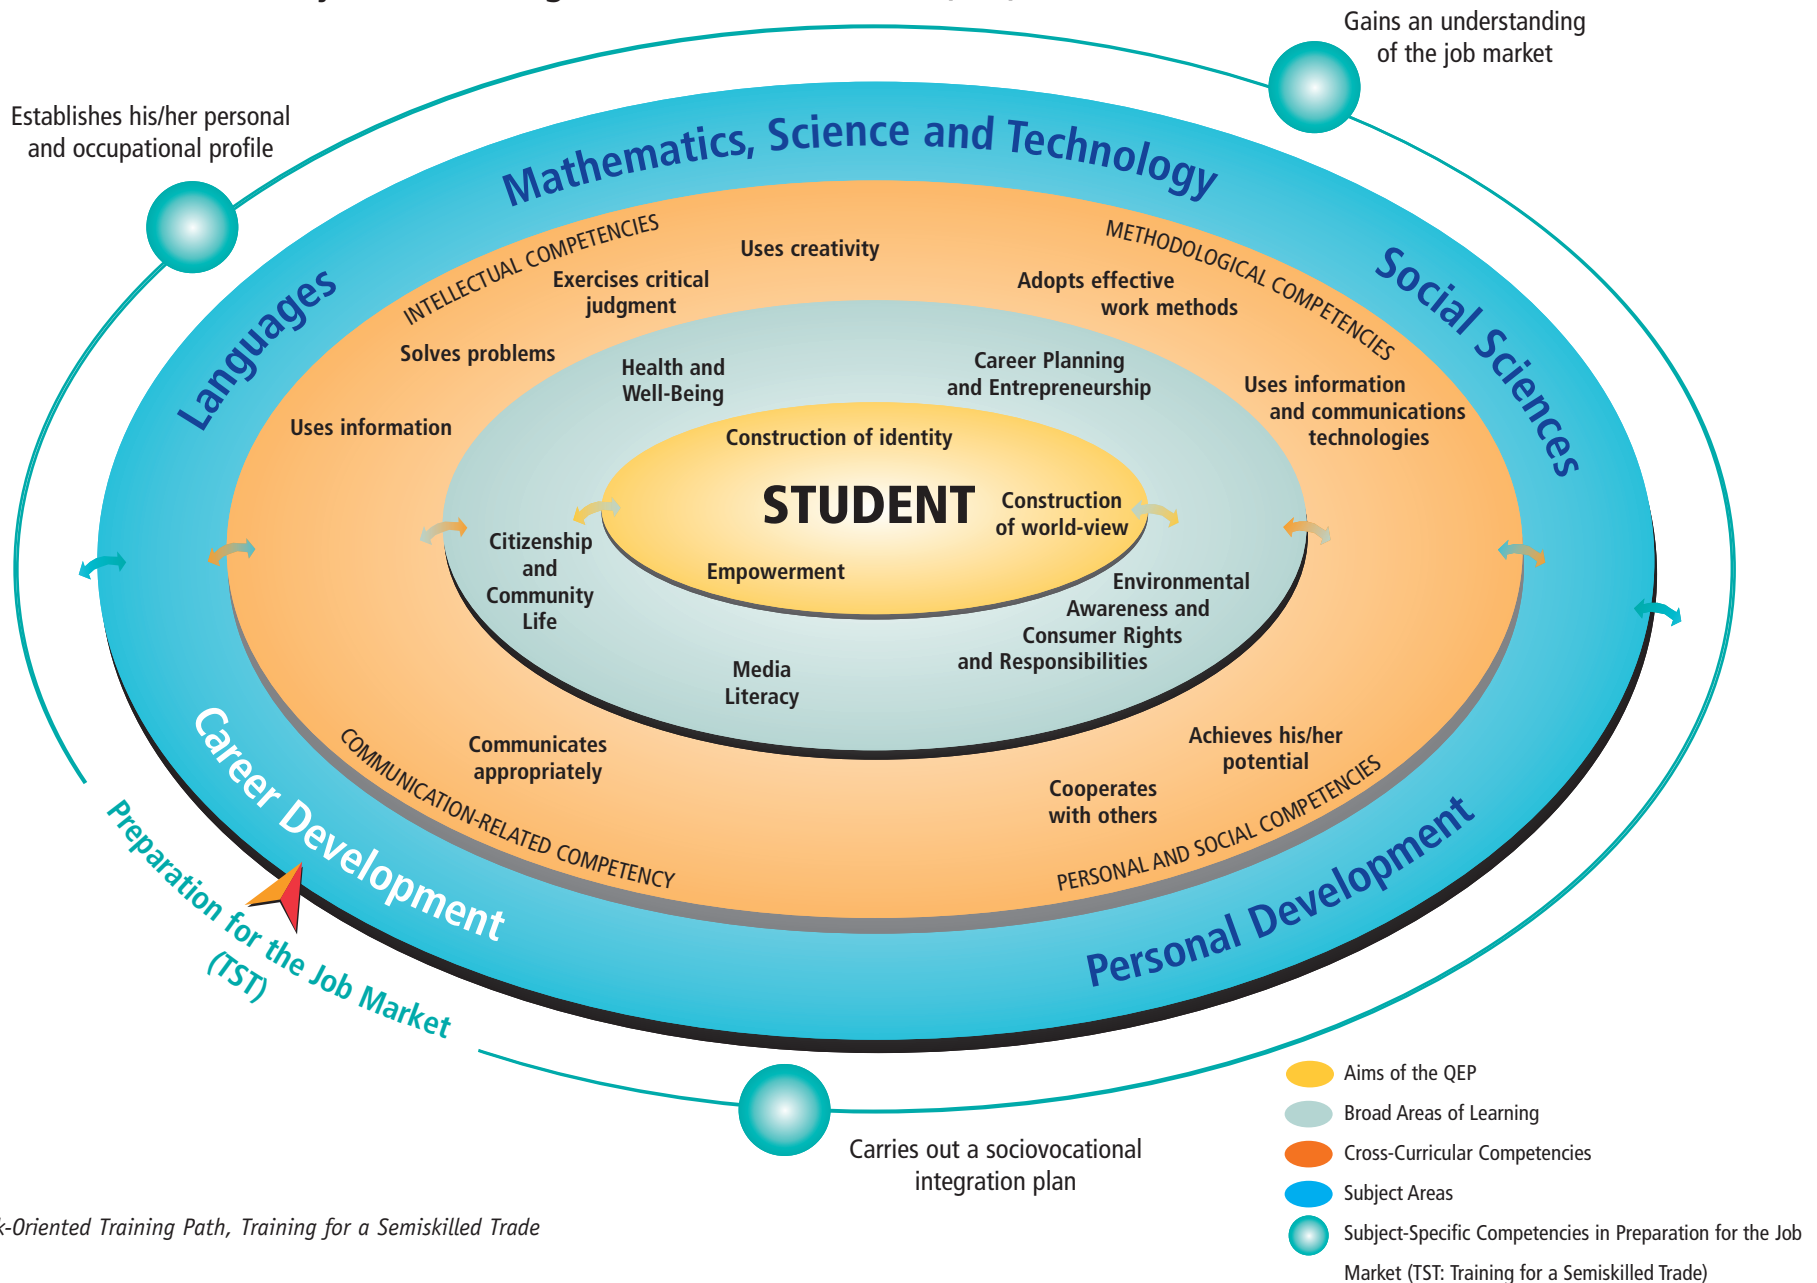 Gains an understanding
of the job market
Establishes his/her personal
and occupational profile
Mathematics, Science and Technology
Languages
Social Sciences
INTELLECTUAL COMPETENCIES
METHODOLOGICAL COMPETENCIES
Uses creativity
Exercises critical
judgment
Adopts effective
work methods
Solves problems
Uses information
Uses information
and communications
technologies
Health and
Well-Being
Career Planning
and Entrepreneurship
Construction of identity
STUDENT
Construction
of world-view
Empowerment
Citizenship
and
Community
Life
Environmental
Awareness and
Consumer Rights
and Responsibilities
Media
Literacy
Communicates
appropriately
Achieves his/her
potential
Cooperates
with others
COMMUNICATION-RELATED COMPETENCY
PERSONAL AND SOCIAL COMPETENCIES
Career Development
Personal Development
Preparation for the Job Market
(TST)
Carries out a sociovocational
integration plan
Aims of the QEP
Broad Areas of Learning
Cross-Curricular Competencies
Subject Areas
Subject-Specific Competencies in Preparation for the Job
Market (TST: Training for a Semiskilled Trade)
k-Oriented Training Path, Training for a Semiskilled Trade